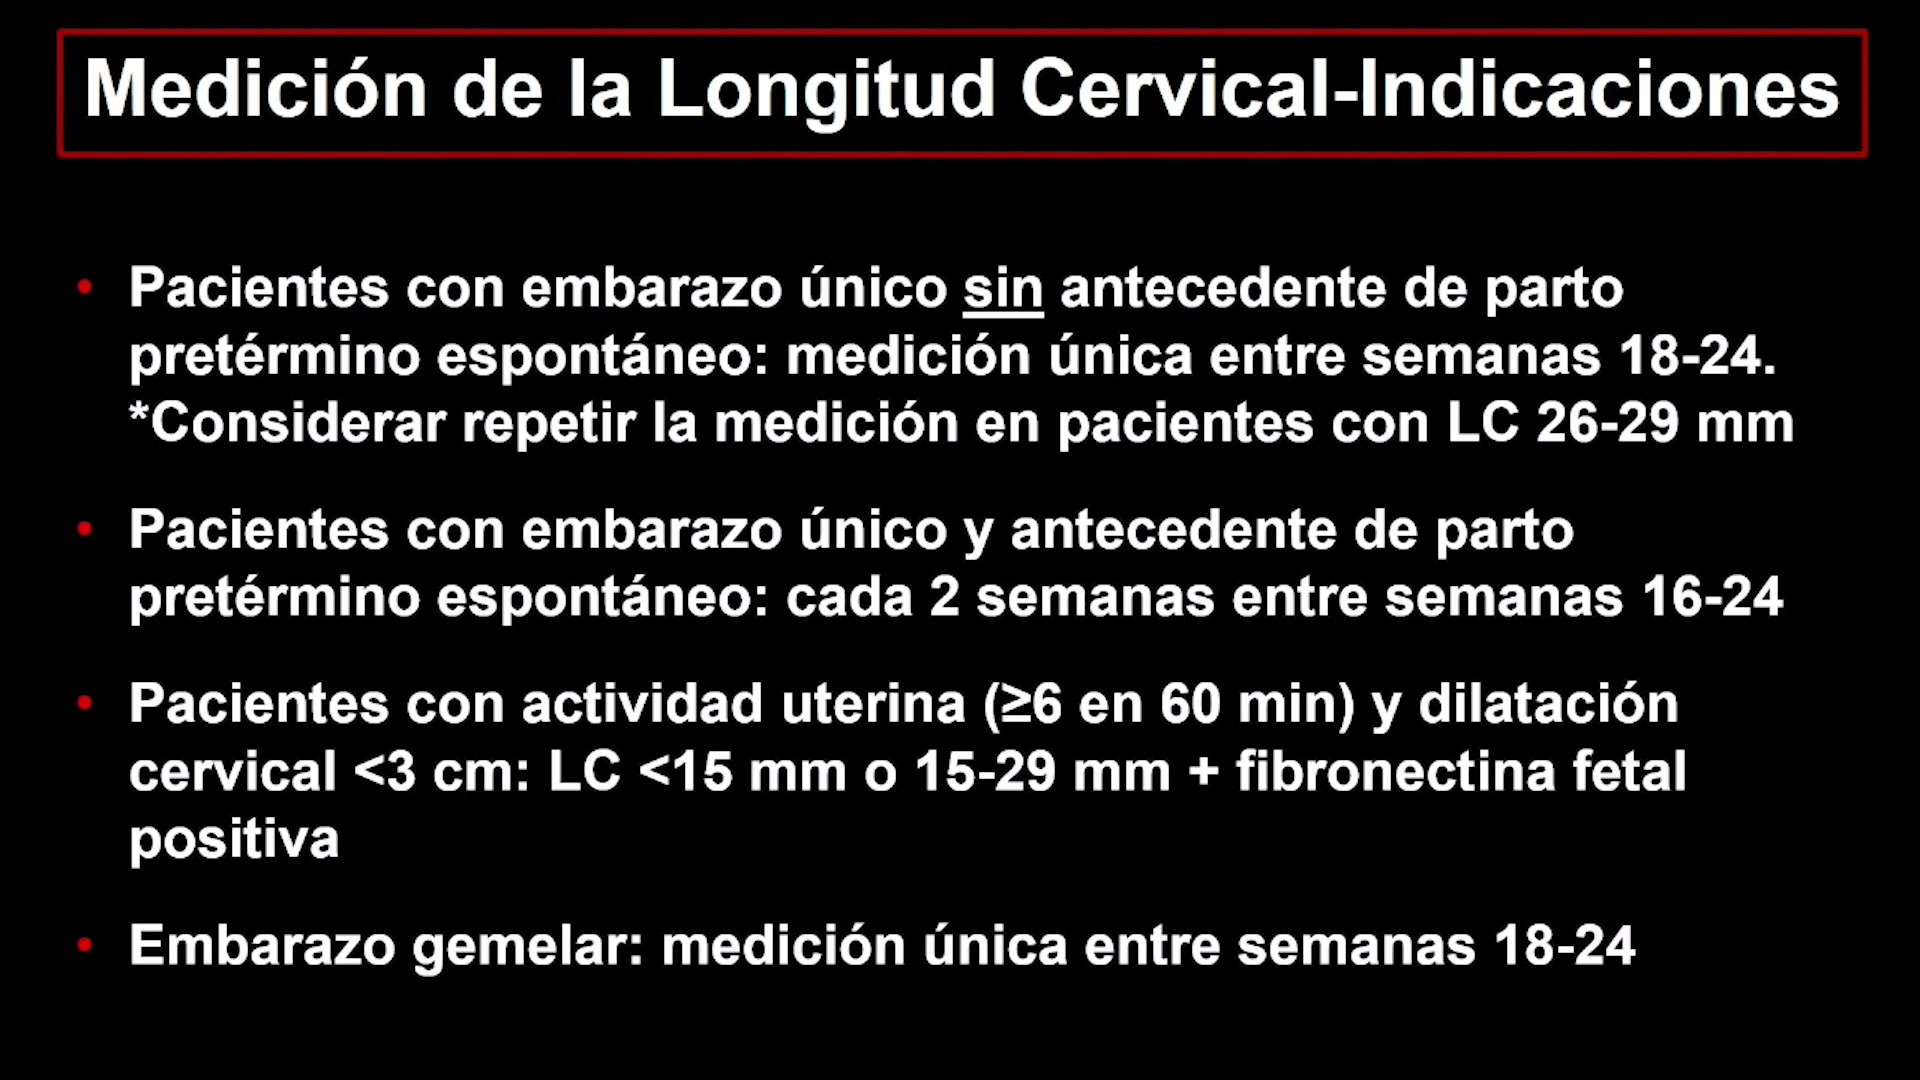 Medición de la Longitud Cervical-Indicaciones
• Pacientes con embarazo único sin antecedente de parto
pretérmino espontáneo: medición única entre semanas 18-24.
*Considerar repetir la medición en pacientes con LC 26-29 mm
• Pacientes con embarazo único y antecedente de parto
pretérmino espontáneo: cada 2 semanas entre semanas 16-24
• Pacientes con actividad uterina (≥6 en 60 min) y dilatación
cervical <3 cm: LC <15 mm o 15-29 mm + fibronectina fetal
positiva
• Embarazo gemelar: medición única entre semanas 18-24